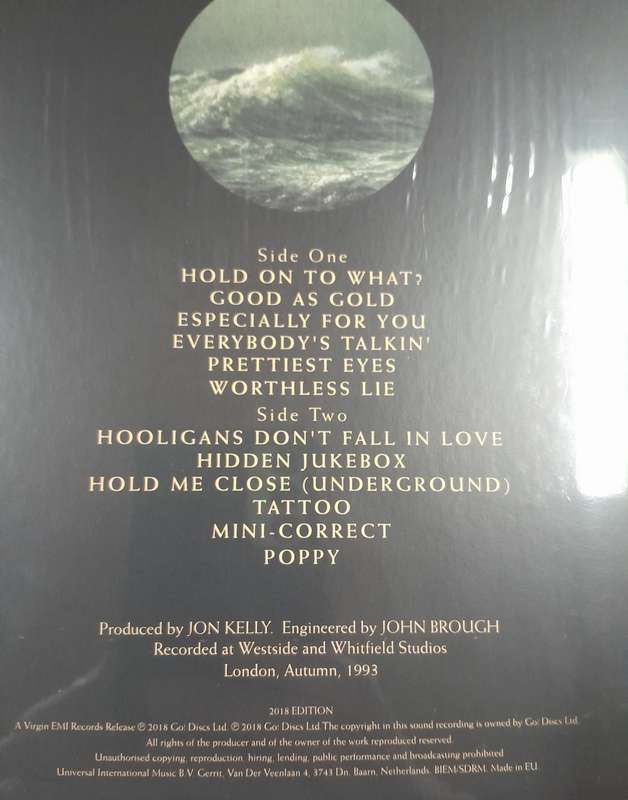 Side One
HOLD ON TO WHAT?
GOOD AS GOLD
ESPECIALLY FOR YOU
EVERYBODY'S TALKIN'
PRETTIEST EYES
WORTHLESS LIE
Side Two
HOOLIGANS DON'T FALL IN LOVE
HIDDEN JUKEBOX
HOLD ME CLOSE (UNDERGROUND)
TATTOO
MINI-CORRECT
POPPY
Produced by JON KELLY. Engineered by JOHN BROUGH
Recorded at Westside and Whitfield Studios
London, Autumn, 1993
2018 EDITION
A Virgin EMI Records Release ℗ 2018 Go! Discs Ltd. ℗ 2018 Go! Discs Ltd The copyright in this sound recording is owned by Go! Discs Ltd.
All rights of the producer and of the owner of the work reproduced reserved.
Unauthorised copying, reproduction, hiring, lending, public performance and broadcasting prohibited
Universal International Music B.V. Gerrit, Van Der Veenlaan 4, 3743 Dn. Baarn, Netherlands. BIEM/SDRM. Made in EU.